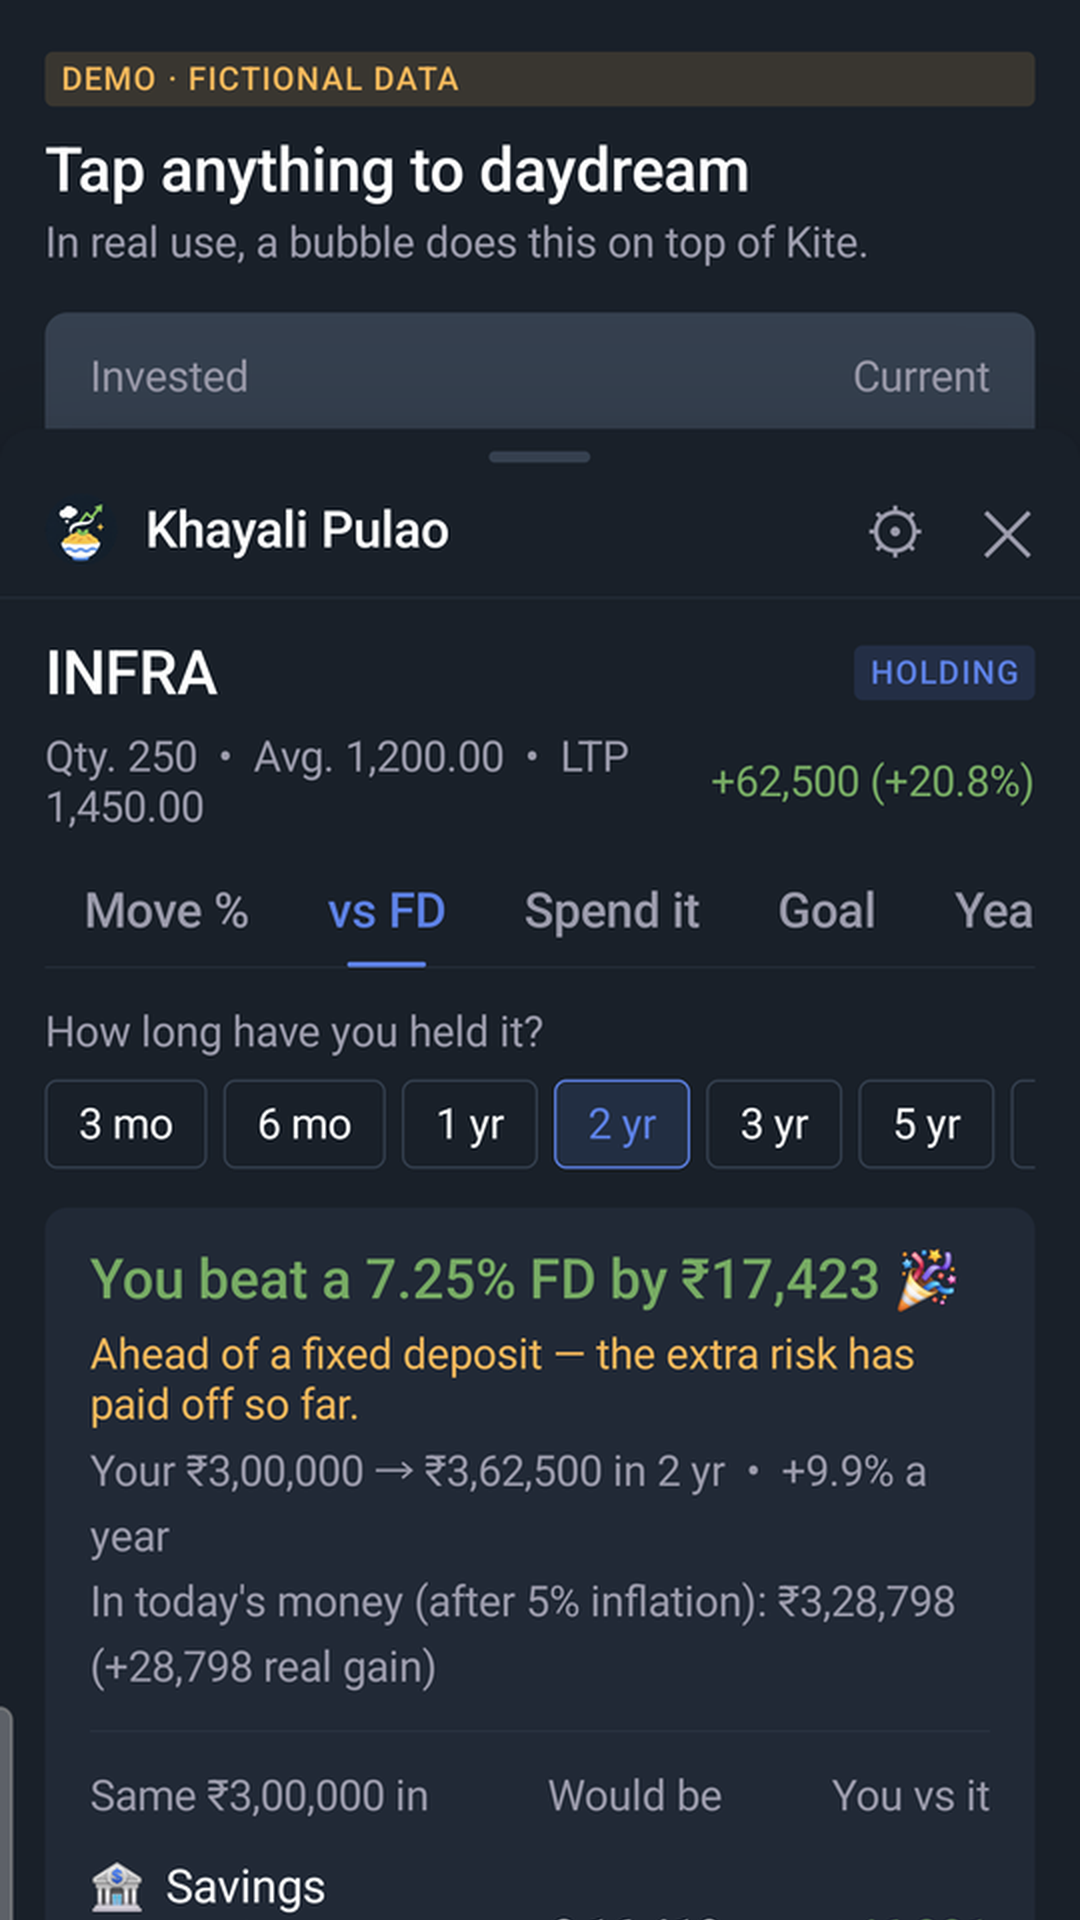 DEMO · FICTIONAL DATA
Tap anything to daydream
In real use, a bubble does this on top of Kite.
Invested Current
Khayali Pulao
INFRA HOLDING
Qty. 250 • Avg. 1,200.00 • LTP
1,450.00
+62,500 (+20.8%)
Move % vs FD Spend it Goal Yea
How long have you held it?
3 mo 6 mo 1 yr 2 yr 3 yr 5 yr
You beat a 7.25% FD by ₹17,423 🎉
Ahead of a fixed deposit — the extra risk has
paid off so far.
Your ₹3,00,000 → ₹3,62,500 in 2 yr • +9.9% a
year
In today's money (after 5% inflation): ₹3,28,798
(+28,798 real gain)
Same ₹3,00,000 in Would be You vs it
Savings